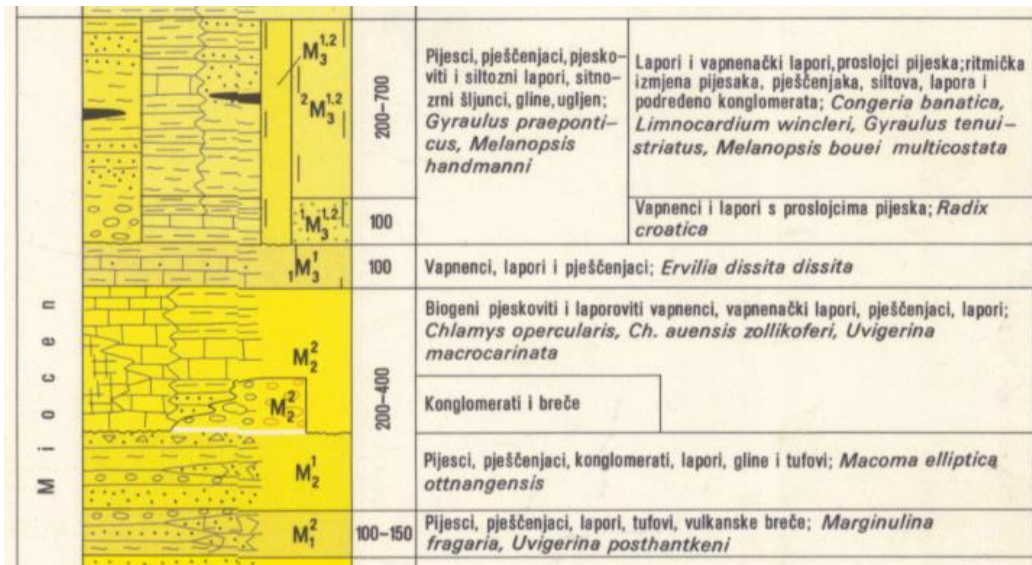 Miocen
M₃¹,²
²M₃¹,²
200–700
Pijesci, pješčenjaci, pjesko–
viti i siltozni lapori, sitno–
zrni šljunci, gline, ugljen;
Gyraulus praeponti–
cus, Melanopsis
handmanni
Lapori i vapnenački lapori, proslojci pijeska; ritmička
izmjena pijesaka, pješčenjaka, siltova, lapora i
podređeno konglomerata; Congeria banatica,
Limnocardium wincleri, Gyraulus tenui–
striatus, Melanopsis bouei multicostata
¹M₃¹,²
100
Vapnenci i lapori s proslojcima pijeska; Radix
croatica
₁M₃¹
100
Vapnenci, lapori i pješčenjaci; Ervilia dissita dissita
M₂²
200–400
Biogeni pjeskoviti i laporoviti vapnenci, vapnenački lapori, pješčenjaci, lapori;
Chlamys opercularis, Ch. auensis zollikoferi, Uvigerina
macrocarinata
M₂²
Konglomerati i breče
M₂¹
Pijesci, pješčenjaci, konglomerati, lapori, gline i tufovi; Macoma elliptica
ottnangensis
M₁²
100–150
Pijesci, pješčenjaci, lapori, tufovi, vulkanske breče; Marginulina
fragaria, Uvigerina posthantkeni